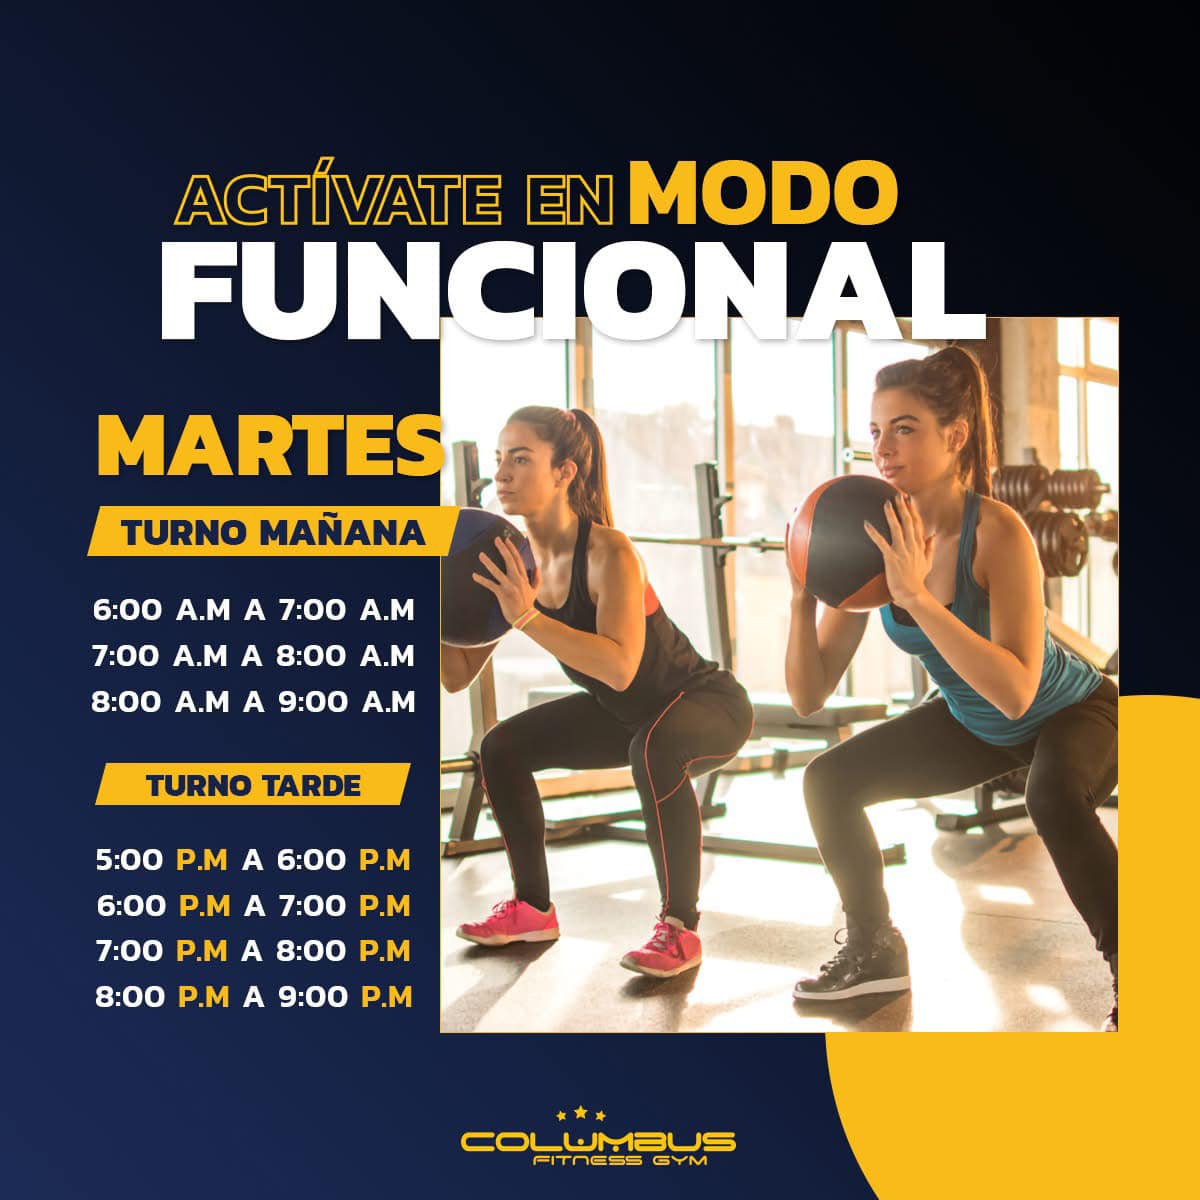 ACTÍVATE EN MODO
FUNCIONAL
MARTES
TURNO MAÑANA
6:00 A.M A 7:00 A.M
7:00 A.M A 8:00 A.M
8:00 A.M A 9:00 A.M
TURNO TARDE
5:00 P.M A 6:00 P.M
6:00 P.M A 7:00 P.M
7:00 P.M A 8:00 P.M
8:00 P.M A 9:00 P.M
COLUMBUS
FITNESS GYM